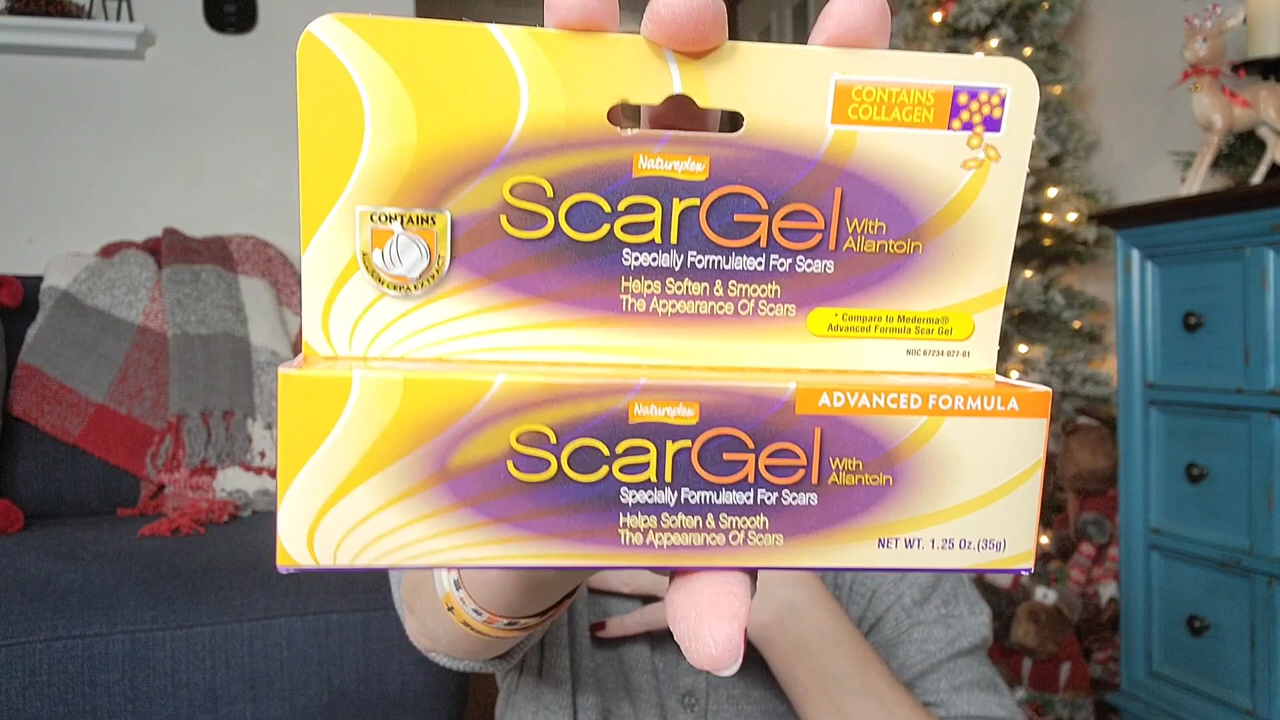 CONTAINS
COLLAGEN
Natureplex
ScarGel
With
Allantoin
Specially Formulated For Scars
Helps Soften & Smooth
The Appearance Of Scars
CONTAINS
EXTRACT
* Compare to Mederma®
Advanced Formula Scar Gel
NDC 67234-027-01
ADVANCED FORMULA
Natureplex
ScarGel
With
Allantoin
Specially Formulated For Scars
Helps Soften & Smooth
The Appearance Of Scars
NET WT. 1.25 Oz.(35g)